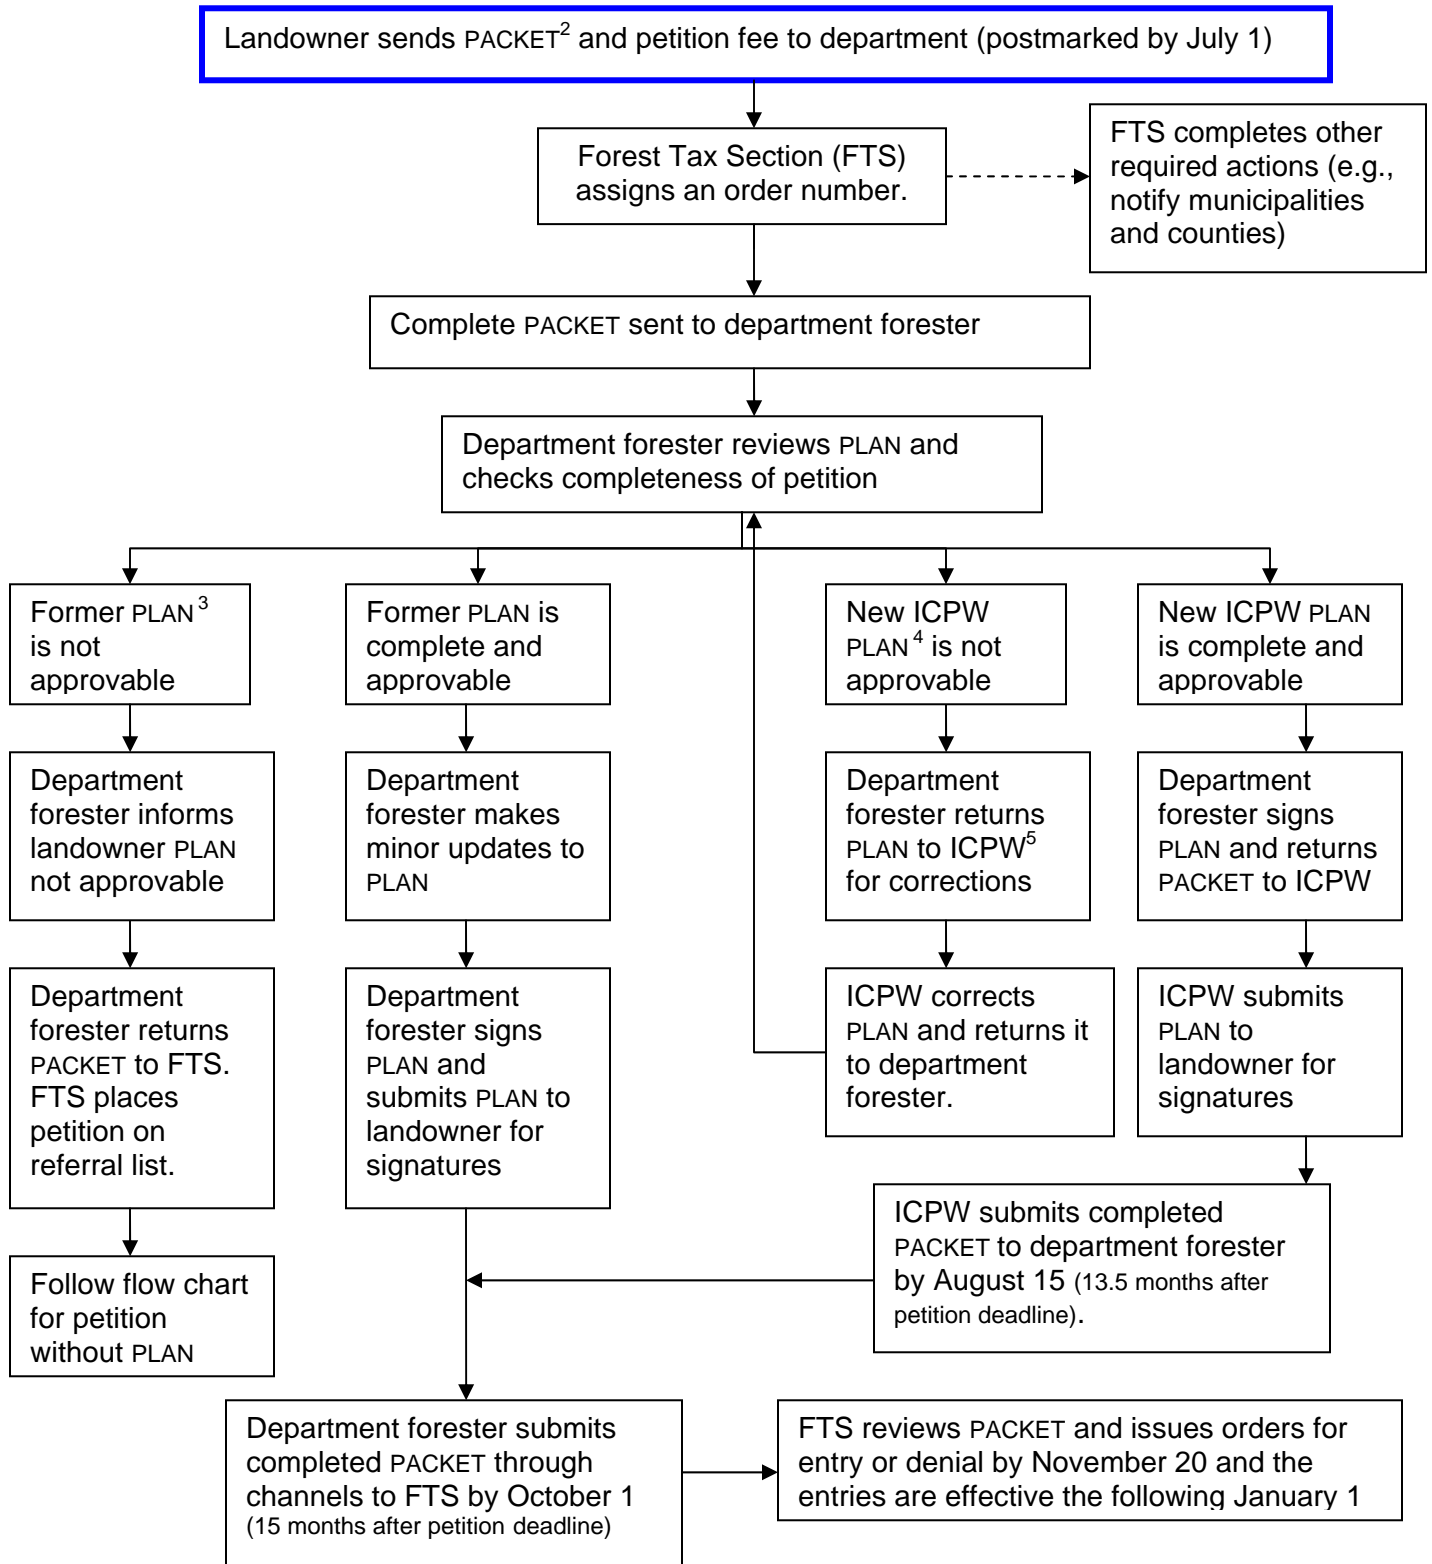 Landowner sends PACKET2 and petition fee to department (postmarked by July 1)
Forest Tax Section (FTS)
assigns an order number.
FTS completes other
required actions (e.g.,
notify municipalities
and counties)
Complete PACKET sent to department forester
Department forester reviews PLAN and
checks completeness of petition
Former PLAN3
is not
approvable
Former PLAN is
complete and
approvable
New ICPW
PLAN4 is not
approvable
New ICPW PLAN
is complete and
approvable
Department
forester informs
landowner PLAN
not approvable
Department
forester makes
minor updates to
PLAN
Department
forester returns
PLAN to ICPW5
for corrections
Department
forester signs
PLAN and returns
PACKET to ICPW
Department
forester returns
PACKET to FTS.
FTS places
petition on
referral list.
Department
forester signs
PLAN and
submits PLAN to
landowner for
signatures
ICPW corrects
PLAN and returns it
to department
forester.
ICPW submits
PLAN to
landowner for
signatures
ICPW submits completed
PACKET to department forester
by August 15 (13.5 months after
petition deadline).
Follow flow chart
for petition
without PLAN
Department forester submits
completed PACKET through
channels to FTS by October 1
(15 months after petition deadline)
FTS reviews PACKET and issues orders for
entry or denial by November 20 and the
entries are effective the following January 1